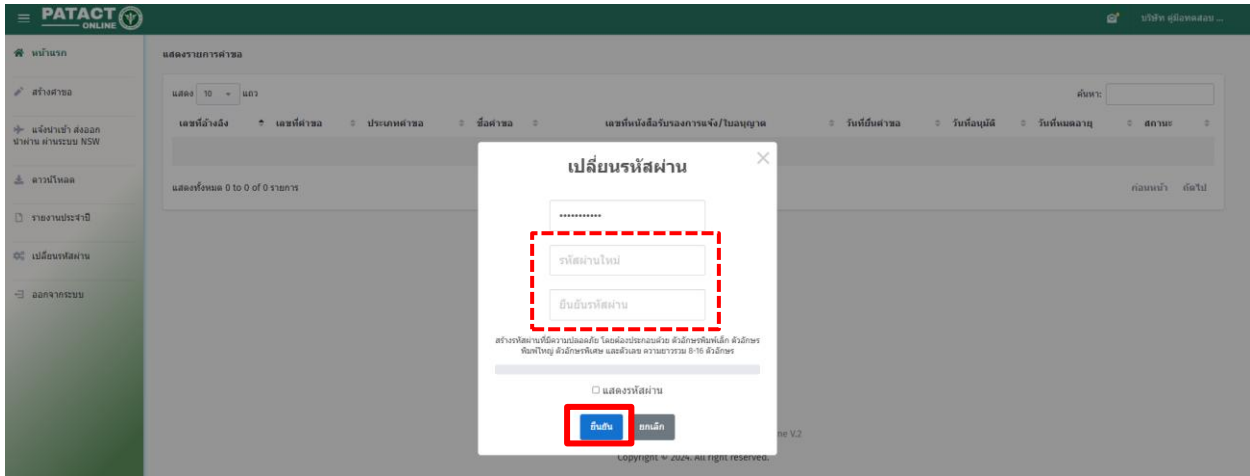 PATACT
ONLINE
บริษัท คู่มือทดสอบ ...
หน้าแรก
สร้างคำขอ
แจ้งนำเข้า ส่งออก
นำผ่าน ผ่านระบบ NSW
ดาวน์โหลด
รายงานประจำปี
เปลี่ยนรหัสผ่าน
ออกจากระบบ
แสดงรายการคำขอ
แสดง 10 แถว
ค้นหา:
เลขที่อ้างอิง เลขที่คำขอ ประเภทคำขอ ชื่อคำขอ เลขที่หนังสือรับรองการแจ้ง/ใบอนุญาต วันที่ยื่นคำขอ วันที่อนุมัติ วันที่หมดอายุ สถานะ
แสดงทั้งหมด 0 to 0 of 0 รายการ
ก่อนหน้า ถัดไป
เปลี่ยนรหัสผ่าน
รหัสผ่านใหม่
ยืนยันรหัสผ่าน
สร้างรหัสผ่านที่มีความปลอดภัย โดยต้องประกอบด้วย ตัวอักษรพิมพ์เล็ก ตัวอักษร
พิมพ์ใหญ่ ตัวอักษรพิเศษ และตัวเลข ความยาวรวม 8-16 ตัวอักษร
แสดงรหัสผ่าน
ยืนยัน ยกเลิก
ne V.2
Copyright © 2024. All right reserved.